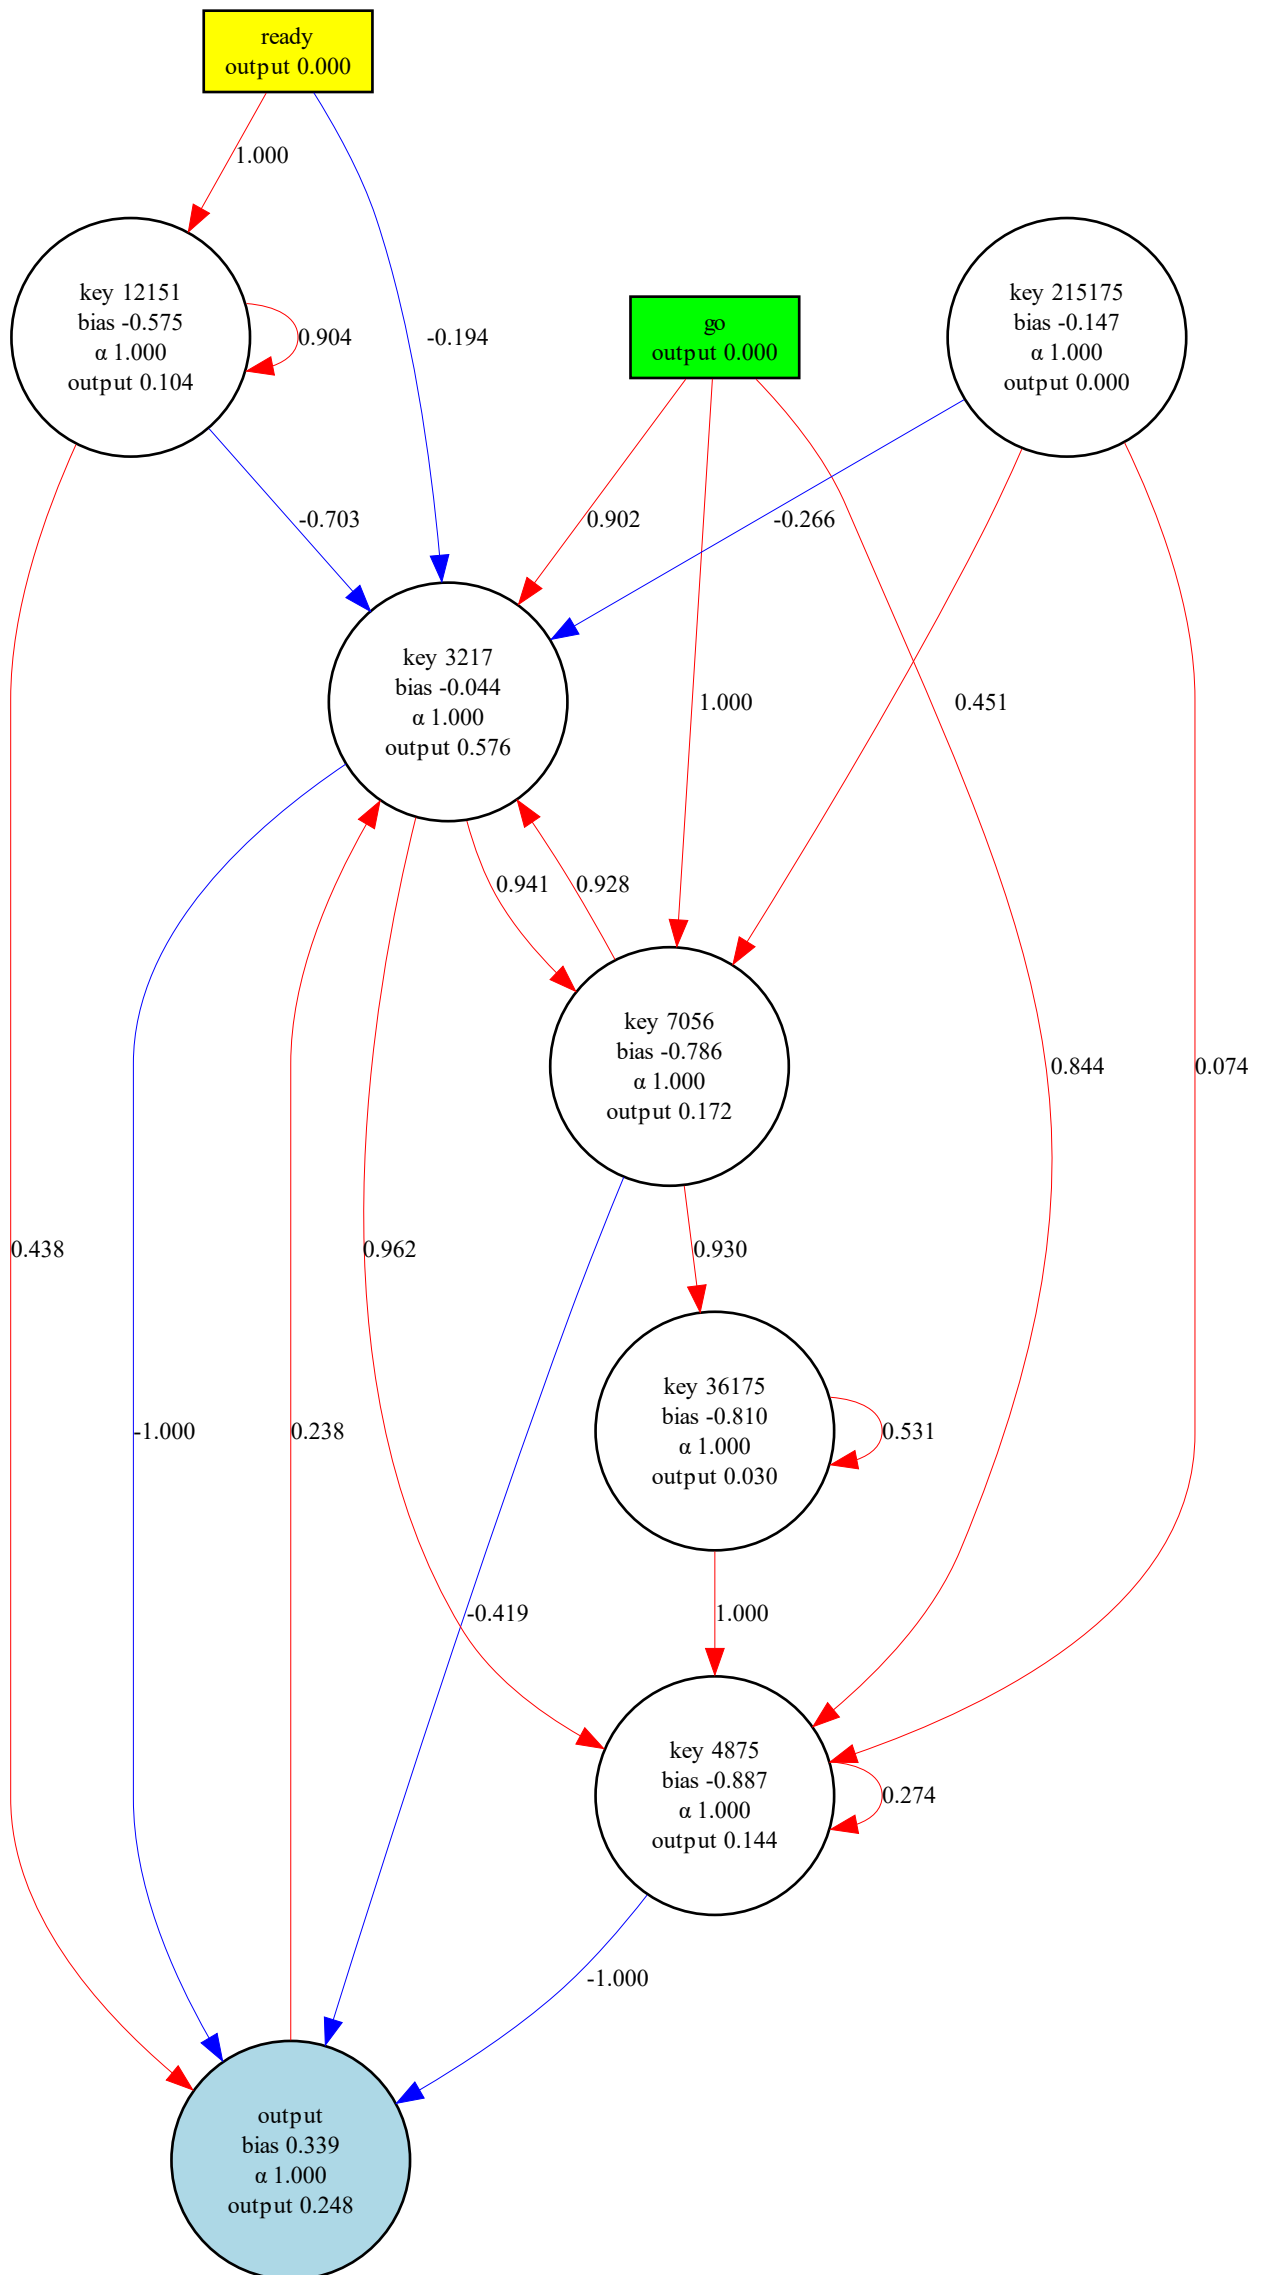 ready
output 0.000
1.000
key 12151
bias -0.575
α 1.000
output 0.104
0.904
-0.194
go
output 0.000
key 215175
bias -0.147
α 1.000
output 0.000
-0.703
0.902
-0.266
key 3217
bias -0.044
α 1.000
output 0.576
1.000
0.451
0.941
0.928
key 7056
bias -0.786
α 1.000
output 0.172
0.844
0.074
0.438
0.962
0.930
key 36175
bias -0.810
α 1.000
output 0.030
0.531
-1.000
0.238
-0.419
1.000
key 4875
bias -0.887
α 1.000
output 0.144
0.274
-1.000
output
bias 0.339
α 1.000
output 0.248